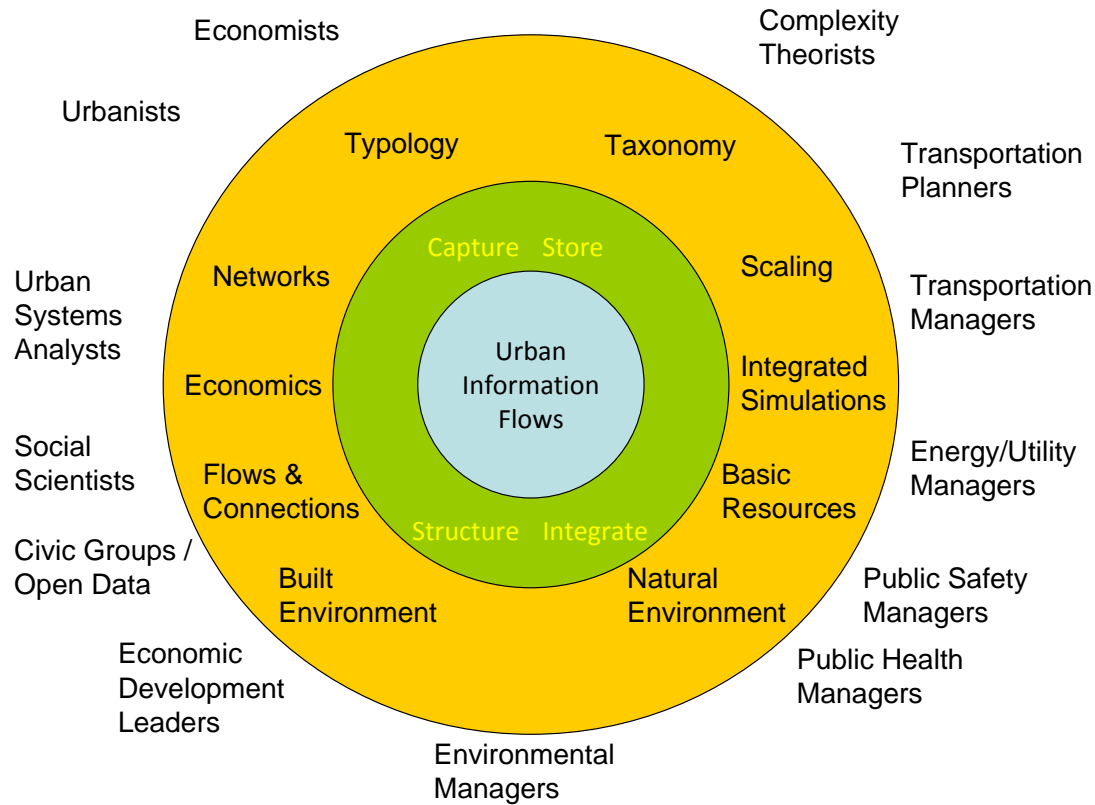 Economists
Complexity
Theorists
Urbanists
Typology
Taxonomy
Transportation
Planners
Capture Store
Networks
Scaling
Urban
Systems
Analysts
Transportation
Managers
Urban
Information
Flows
Economics
Integrated
Simulations
Social
Scientists
Flows &
Connections
Basic
Resources
Energy/Utility
Managers
Structure Integrate
Civic Groups /
Open Data
Built
Environment
Natural
Environment
Public Safety
Managers
Economic
Development
Leaders
Public Health
Managers
Environmental
Managers